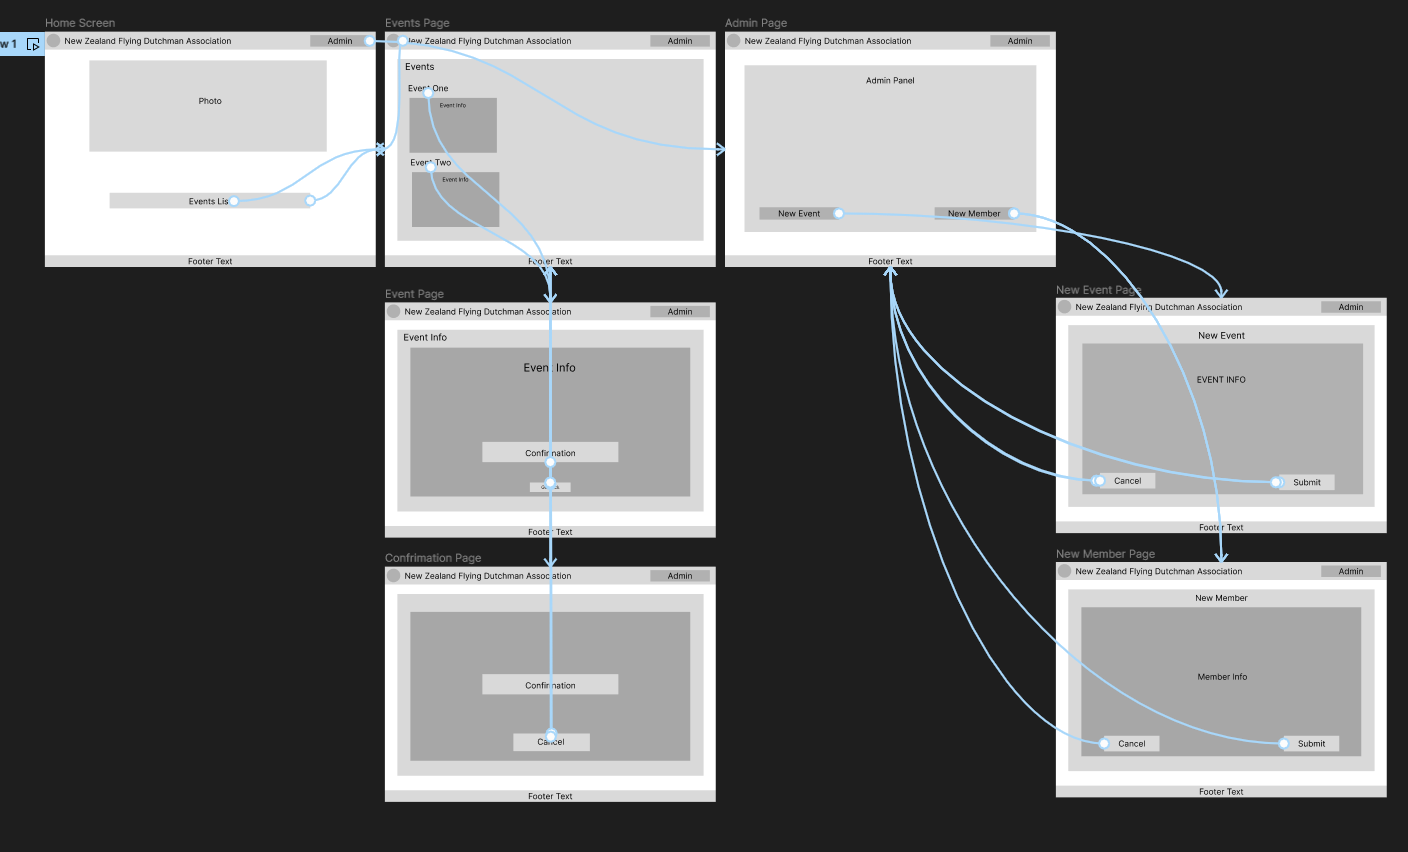 Home Screen
w 1
New Zealand Flying Dutchman Association
Admin
Photo
Events Lis
Footer Text
Events Page
New Zealand Flying Dutchman Association
Admin
Events
Event One
Event Info
Event Two
Event Info
Footer Text
Admin Page
New Zealand Flying Dutchman Association
Admin
Admin Panel
New Event
New Member
Footer Text
Event Page
New Zealand Flying Dutchman Association
Admin
Event Info
Event Info
Confirmation
Footer Text
Confrimation Page
New Zealand Flying Dutchman Association
Admin
Confirmation
Cancel
Footer Text
New Event Page
New Zealand Flying Dutchman Association
Admin
New Event
EVENT INFO
Cancel
Submit
Footer Text
New Member Page
New Zealand Flying Dutchman Association
Admin
New Member
Member Info
Cancel
Submit
Footer Text